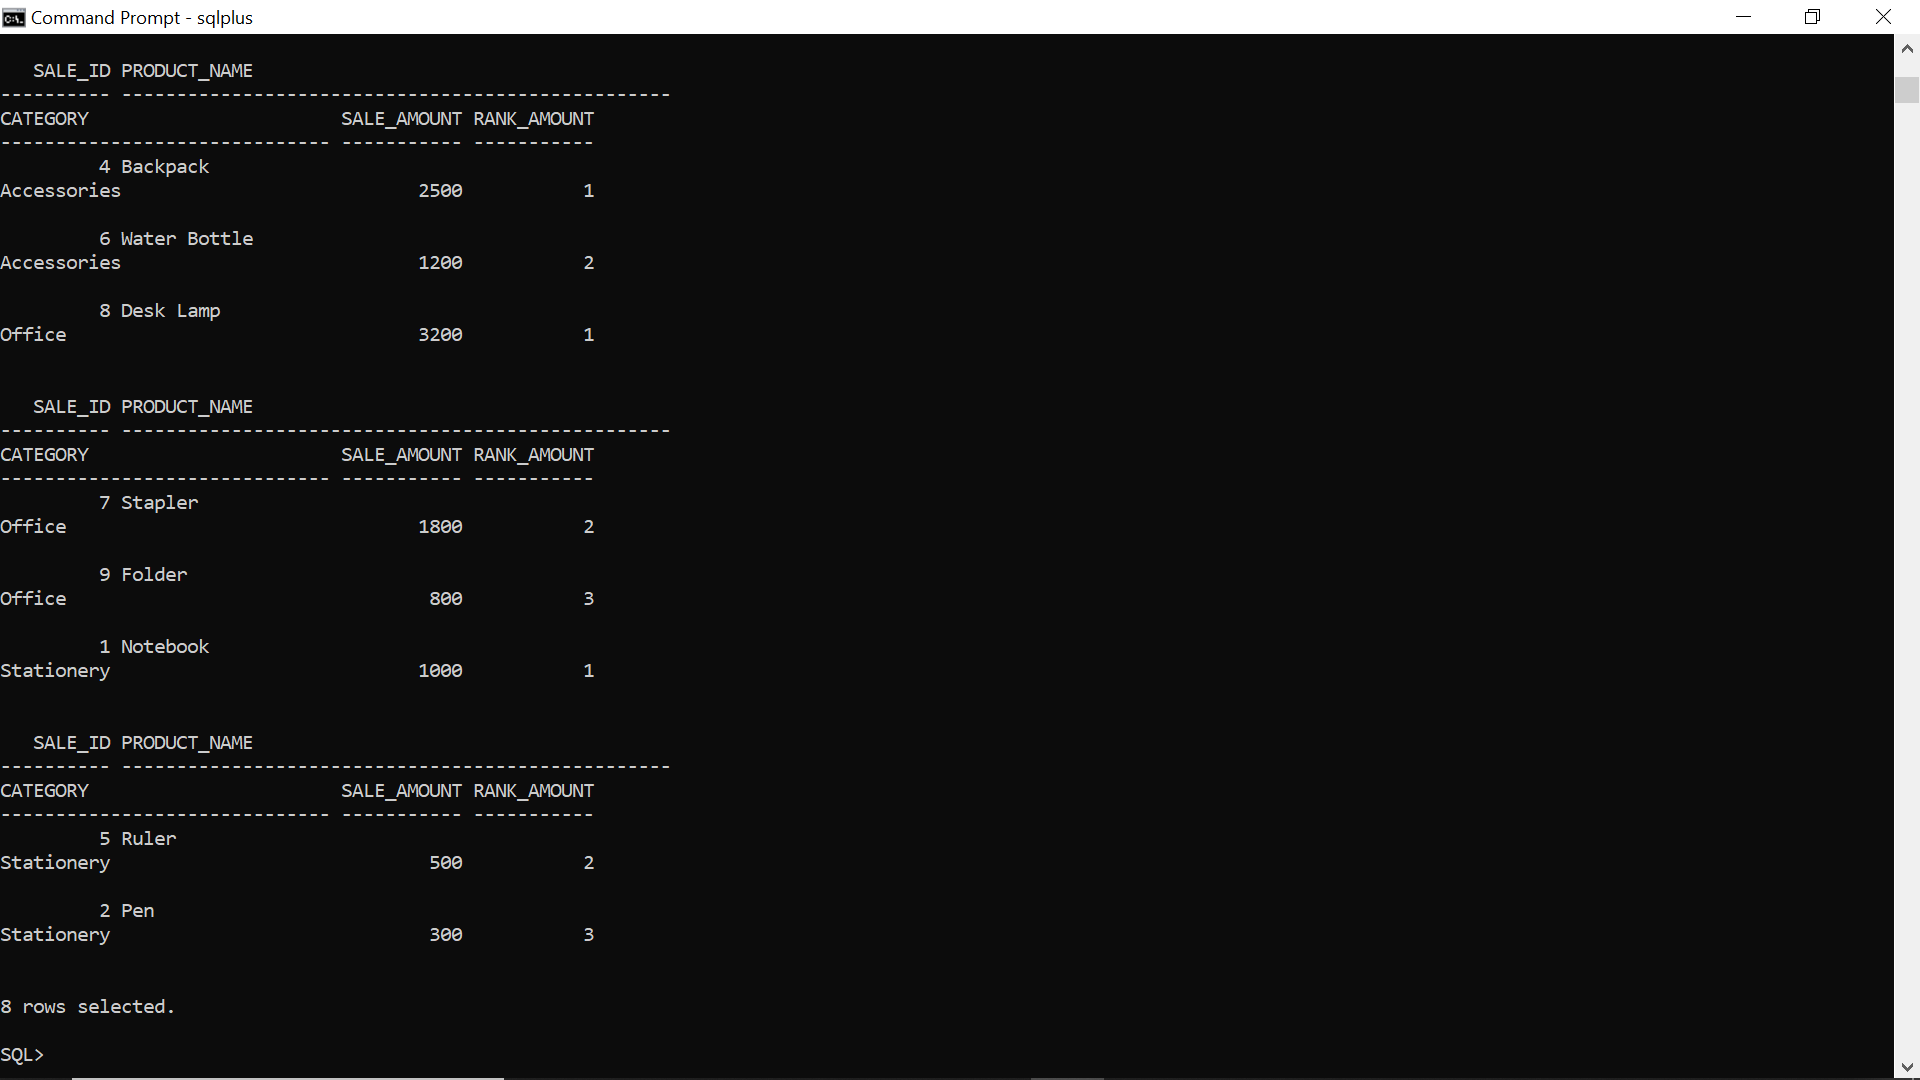 Command Prompt - sqlplus
   SALE_ID PRODUCT_NAME
---------- --------------------------------------------------
CATEGORY                       SALE_AMOUNT RANK_AMOUNT
------------------------------ ----------- -----------
         4 Backpack
Accessories                           2500           1
         6 Water Bottle
Accessories                           1200           2
         8 Desk Lamp
Office                                3200           1
   SALE_ID PRODUCT_NAME
---------- --------------------------------------------------
CATEGORY                       SALE_AMOUNT RANK_AMOUNT
------------------------------ ----------- -----------
         7 Stapler
Office                                1800           2
         9 Folder
Office                                 800           3
         1 Notebook
Stationery                            1000           1
   SALE_ID PRODUCT_NAME
---------- --------------------------------------------------
CATEGORY                       SALE_AMOUNT RANK_AMOUNT
------------------------------ ----------- -----------
         5 Ruler
Stationery                             500           2
         2 Pen
Stationery                             300           3
8 rows selected.
SQL>